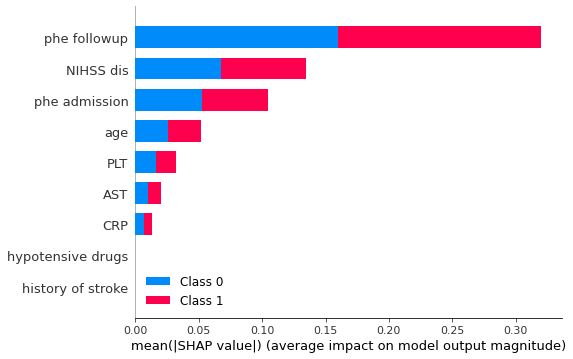 phe followup
NIHSS dis
phe admission
age
PLT
AST
CRP
hypotensive drugs
history of stroke
Class 0
Class 1
0.00 0.05 0.10 0.15 0.20 0.25 0.30
mean(|SHAP value|) (average impact on model output magnitude)